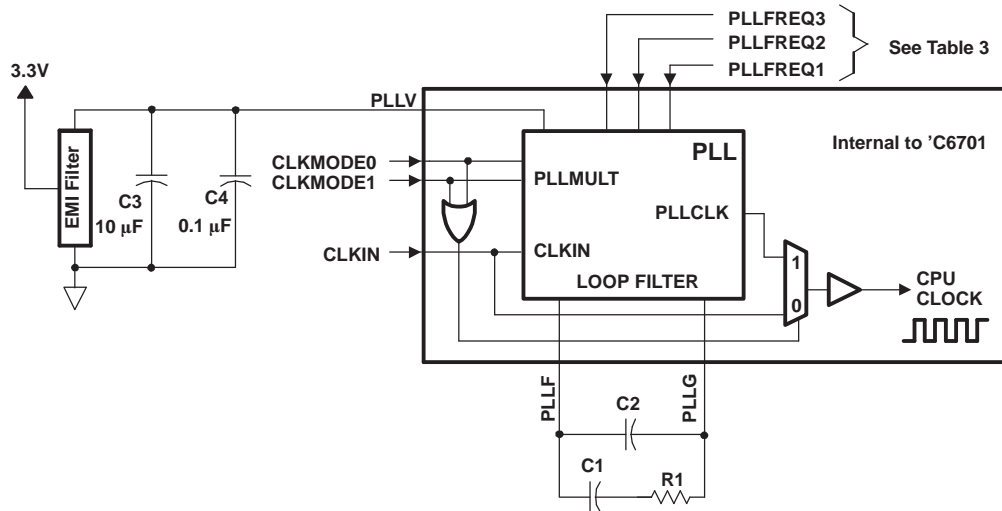 PLLFREQ3
PLLFREQ2
PLLFREQ1
See Table 3
3.3V
PLLV
Internal to 'C6701
EMI Filter
C3
10 μF
C4
0.1 μF
CLKMODE0
CLKMODE1
PLL
PLLMULT
PLLCLK
CLKIN
CLKIN
LOOP FILTER
1
0
CPU
CLOCK
PLLF
PLLG
C2
C1
R1